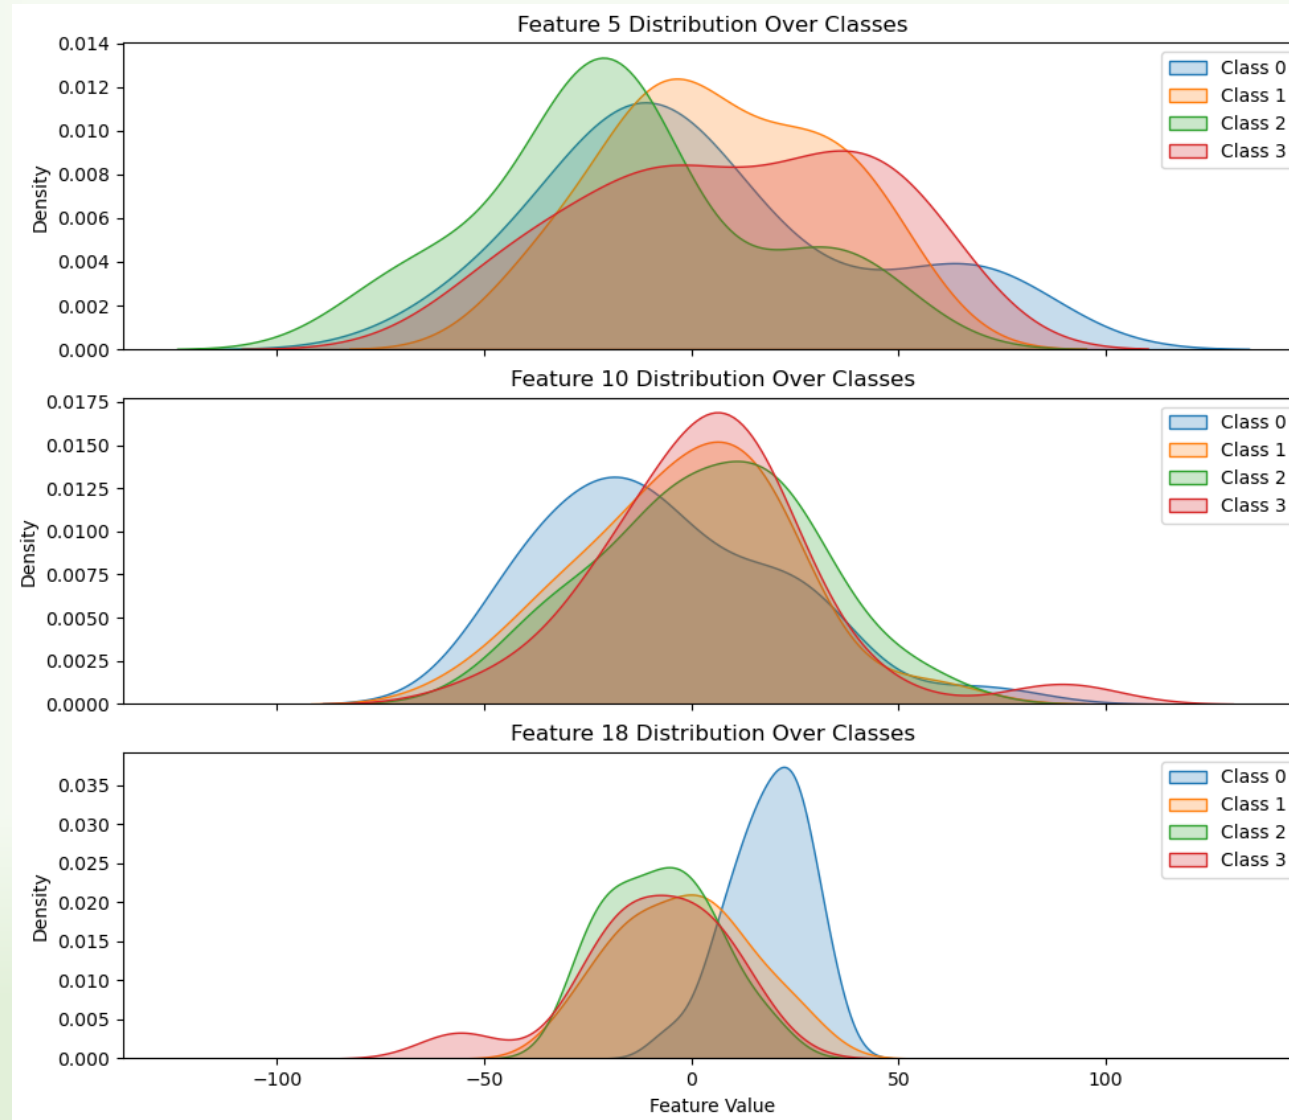 Feature 5 Distribution Over Classes
0.014
0.012
0.010
0.008
0.006
0.004
0.002
0.000
Density
Class 0
Class 1
Class 2
Class 3
Feature 10 Distribution Over Classes
0.0175
0.0150
0.0125
0.0100
0.0075
0.0050
0.0025
0.0000
Density
Class 0
Class 1
Class 2
Class 3
Feature 18 Distribution Over Classes
0.035
0.030
0.025
0.020
0.015
0.010
0.005
0.000
Density
Class 0
Class 1
Class 2
Class 3
−100 −50 0 50 100
Feature Value